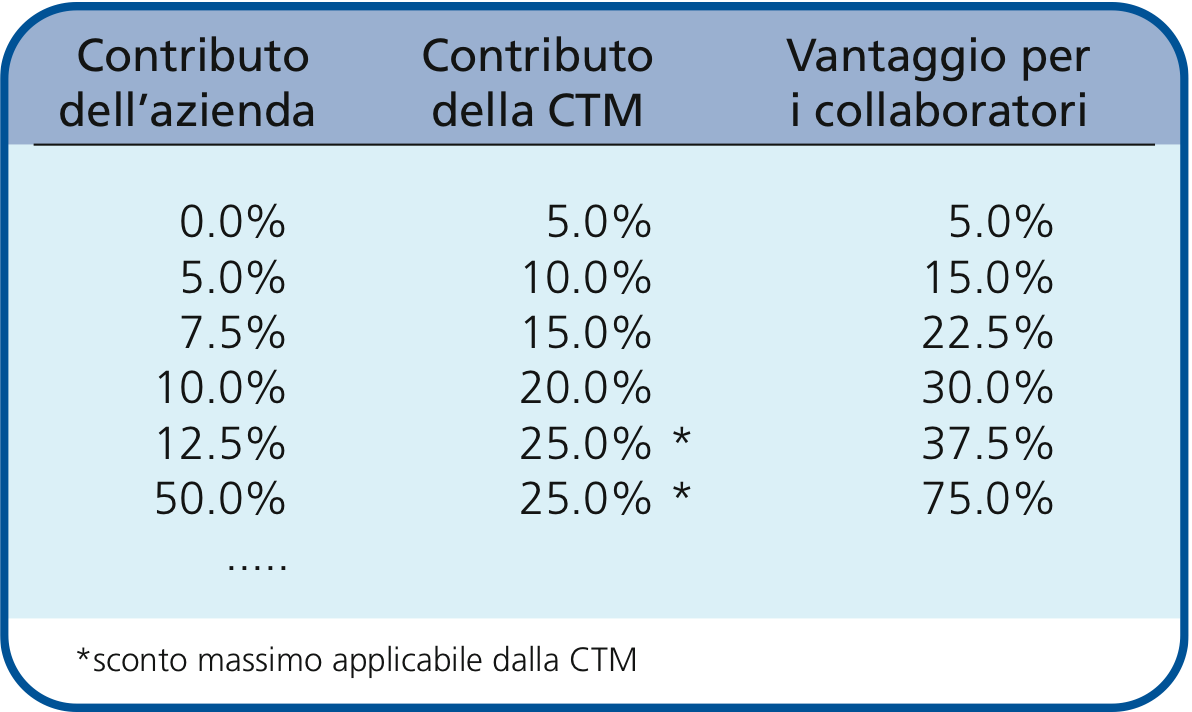 Contributo dell’azienda Contributo della CTM Vantaggio per i collaboratori
0.0% 5.0% 5.0%
5.0% 10.0% 15.0%
7.5% 15.0% 22.5%
10.0% 20.0% 30.0%
12.5% 25.0% * 37.5%
50.0% 25.0% * 75.0%
.....
*sconto massimo applicabile dalla CTM